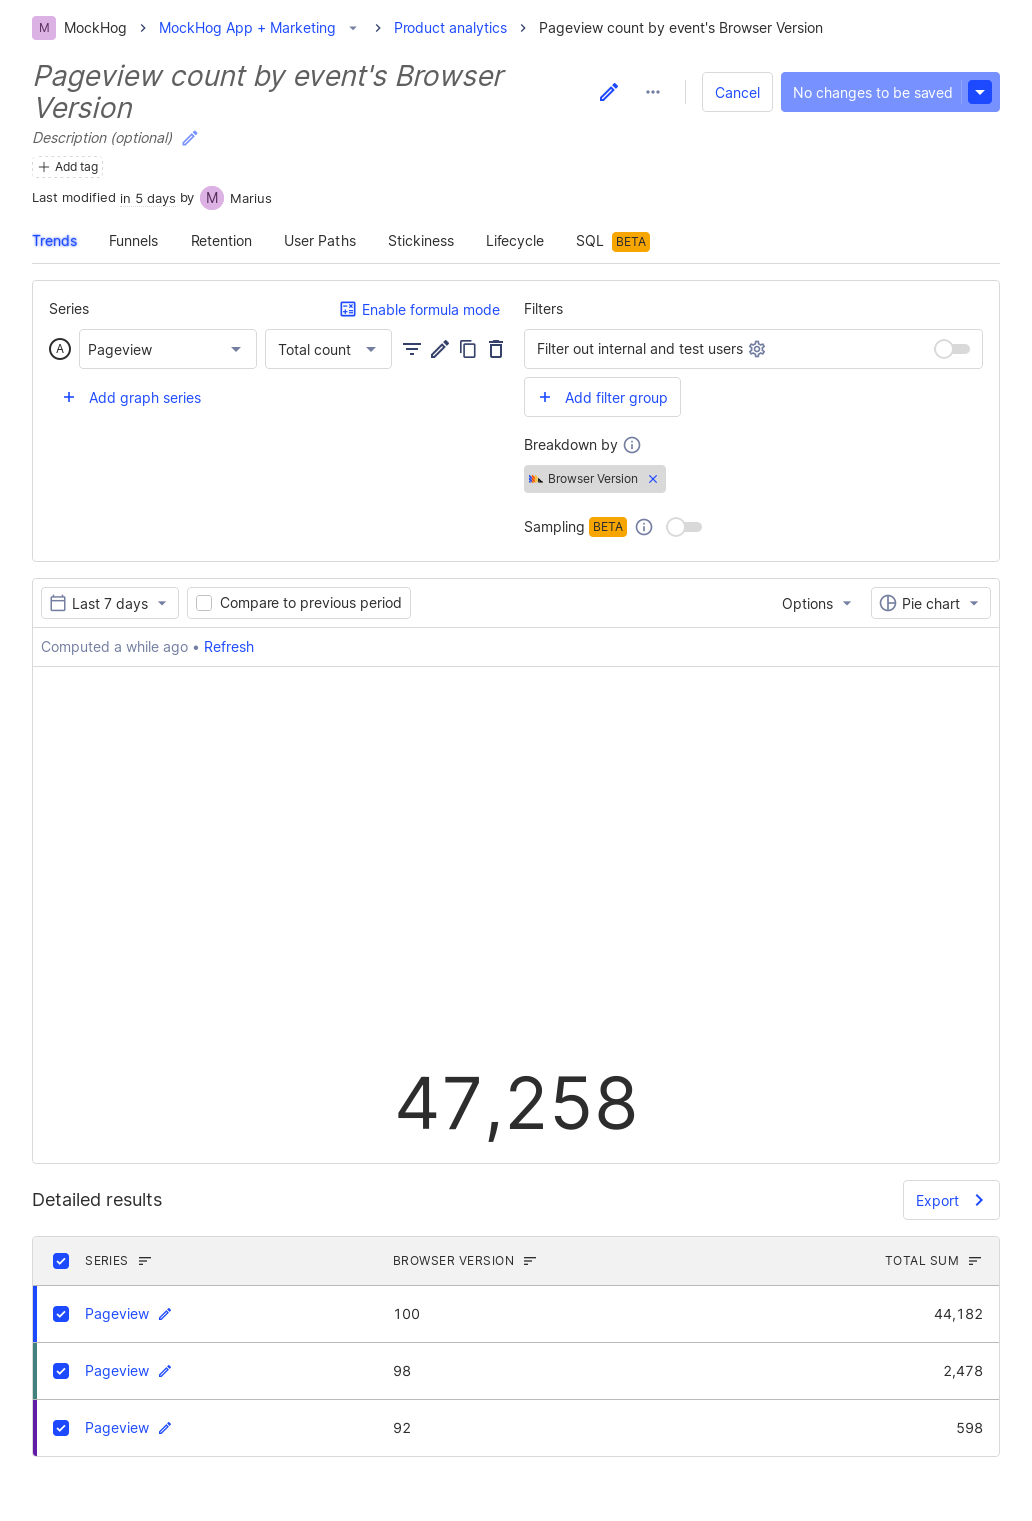 M MockHog MockHog App + Marketing Product analytics Pageview count by event's Browser Version
Pageview count by event's Browser
Version
Description (optional)
Add tag
Last modified in 5 days by M Marius
Cancel No changes to be saved
Trends Funnels Retention User Paths Stickiness Lifecycle SQL BETA
Series Enable formula mode
A Pageview Total count
Add graph series
Filters
Filter out internal and test users
Add filter group
Breakdown by
Browser Version
Sampling BETA
Last 7 days Compare to previous period Options Pie chart
Computed a while ago • Refresh
47,258
Detailed results Export
SERIES BROWSER VERSION TOTAL SUM
Pageview 100 44,182
Pageview 98 2,478
Pageview 92 598